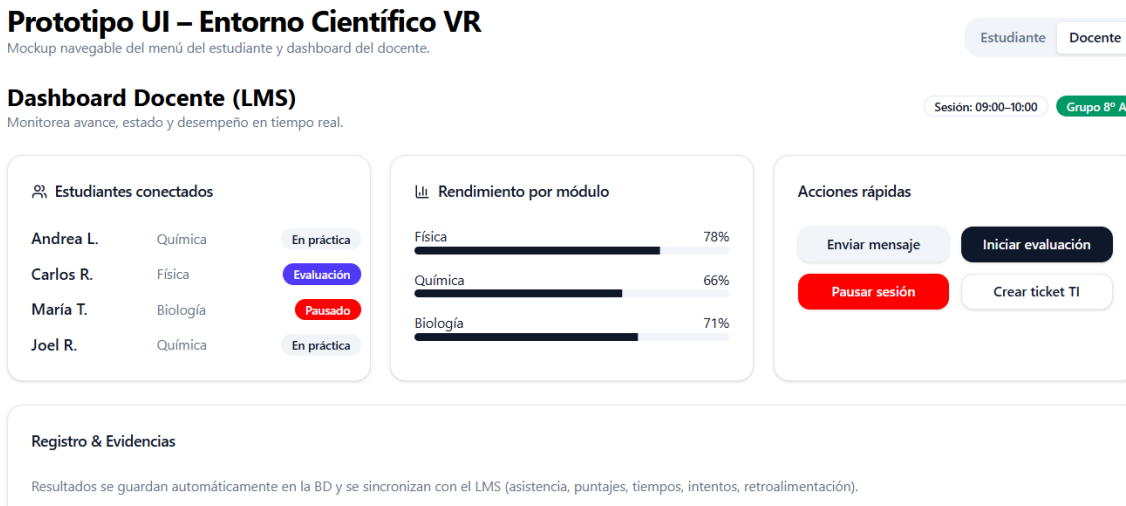 Prototipo UI – Entorno Científico VR
Mockup navegable del menú del estudiante y dashboard del docente.
Estudiante
Docente
Dashboard Docente (LMS)
Monitorea avance, estado y desempeño en tiempo real.
Sesión: 09:00–10:00
Grupo 8º A
Estudiantes conectados
Andrea L. Química En práctica
Carlos R. Física Evaluación
María T. Biología Pausado
Joel R. Química En práctica
Rendimiento por módulo
Física 78%
Química 66%
Biología 71%
Acciones rápidas
Enviar mensaje Iniciar evaluación
Pausar sesión Crear ticket TI
Registro & Evidencias
Resultados se guardan automáticamente en la BD y se sincronizan con el LMS (asistencia, puntajes, tiempos, intentos, retroalimentación).